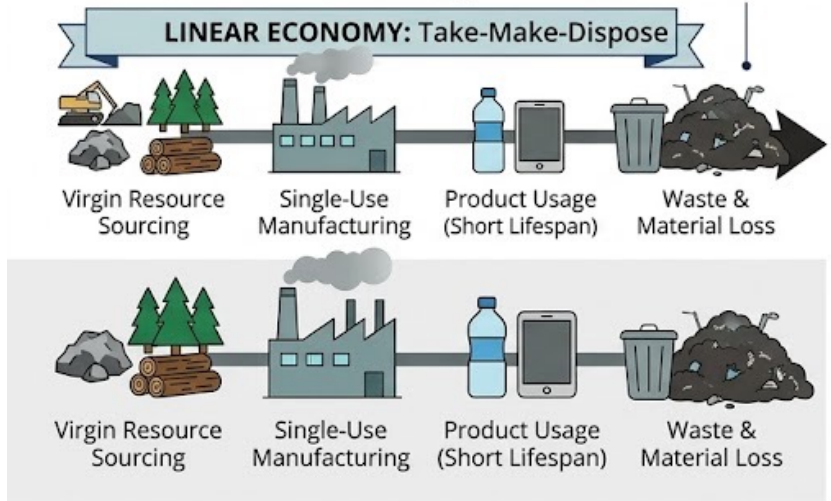 LINEAR ECONOMY: Take-Make-Dispose
Virgin Resource
Sourcing
Single-Use
Manufacturing
Product Usage
(Short Lifespan)
Waste &
Material Loss
Virgin Resource
Sourcing
Single-Use
Manufacturing
Product Usage
(Short Lifespan)
Waste &
Material Loss